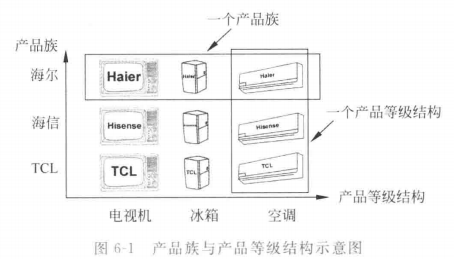 一个产品族
产品族
海尔 Haier Haier Haier
海信 Hisense Hisense
一个产品等级结构
TCL TCL TCL TCL
产品等级结构
电视机 冰箱 空调
图 6-1 产品族与产品等级结构示意图